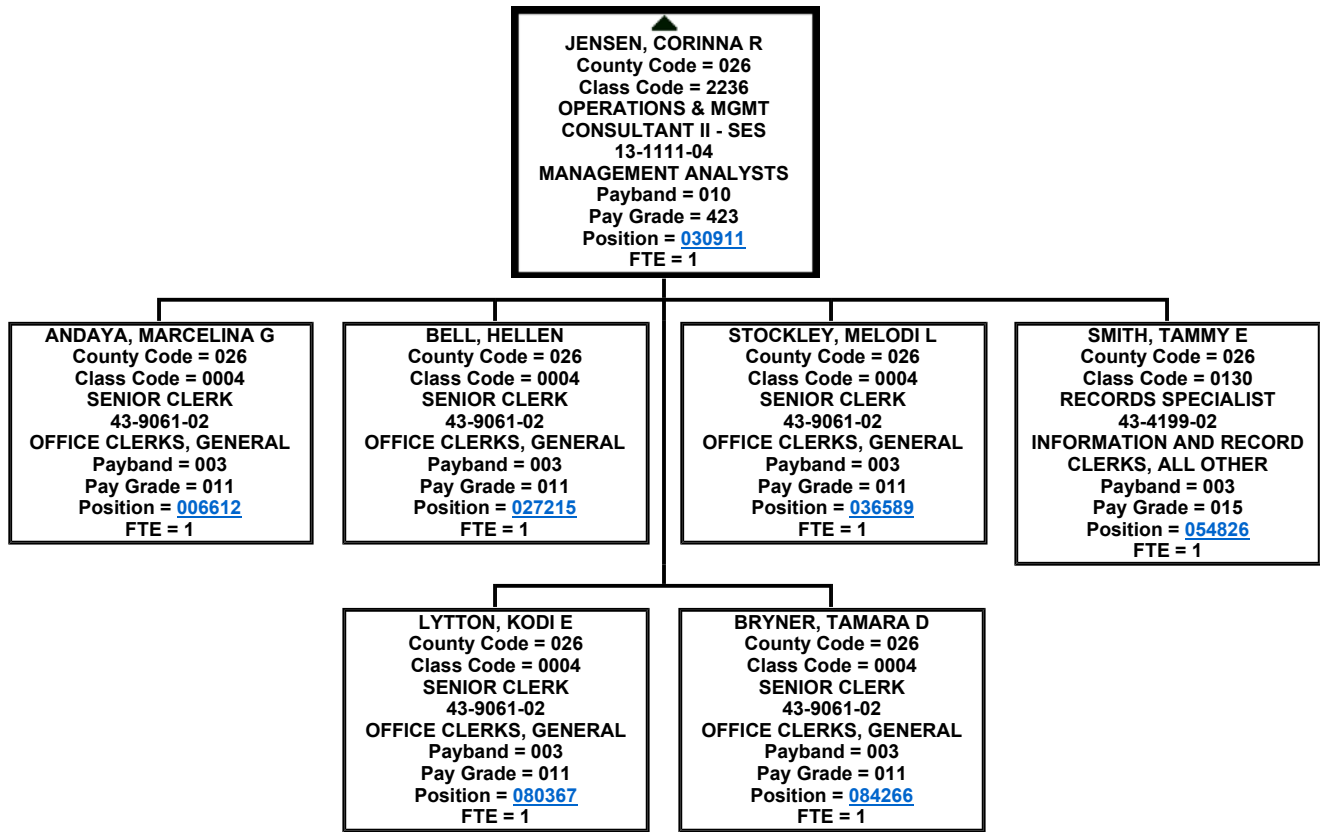 JENSEN, CORINNA R
County Code = 026
Class Code = 2236
OPERATIONS & MGMT
CONSULTANT II - SES
13-1111-04
MANAGEMENT ANALYSTS
Payband = 010
Pay Grade = 423
Position = 030911
FTE = 1
ANDAYA, MARCELINA G
County Code = 026
Class Code = 0004
SENIOR CLERK
43-9061-02
OFFICE CLERKS, GENERAL
Payband = 003
Pay Grade = 011
Position = 006612
FTE = 1
BELL, HELLEN
County Code = 026
Class Code = 0004
SENIOR CLERK
43-9061-02
OFFICE CLERKS, GENERAL
Payband = 003
Pay Grade = 011
Position = 027215
FTE = 1
STOCKLEY, MELODI L
County Code = 026
Class Code = 0004
SENIOR CLERK
43-9061-02
OFFICE CLERKS, GENERAL
Payband = 003
Pay Grade = 011
Position = 036589
FTE = 1
SMITH, TAMMY E
County Code = 026
Class Code = 0130
RECORDS SPECIALIST
43-4199-02
INFORMATION AND RECORD
CLERKS, ALL OTHER
Payband = 003
Pay Grade = 015
Position = 054826
FTE = 1
LYTTON, KODI E
County Code = 026
Class Code = 0004
SENIOR CLERK
43-9061-02
OFFICE CLERKS, GENERAL
Payband = 003
Pay Grade = 011
Position = 080367
FTE = 1
BRYNER, TAMARA D
County Code = 026
Class Code = 0004
SENIOR CLERK
43-9061-02
OFFICE CLERKS, GENERAL
Payband = 003
Pay Grade = 011
Position = 084266
FTE = 1